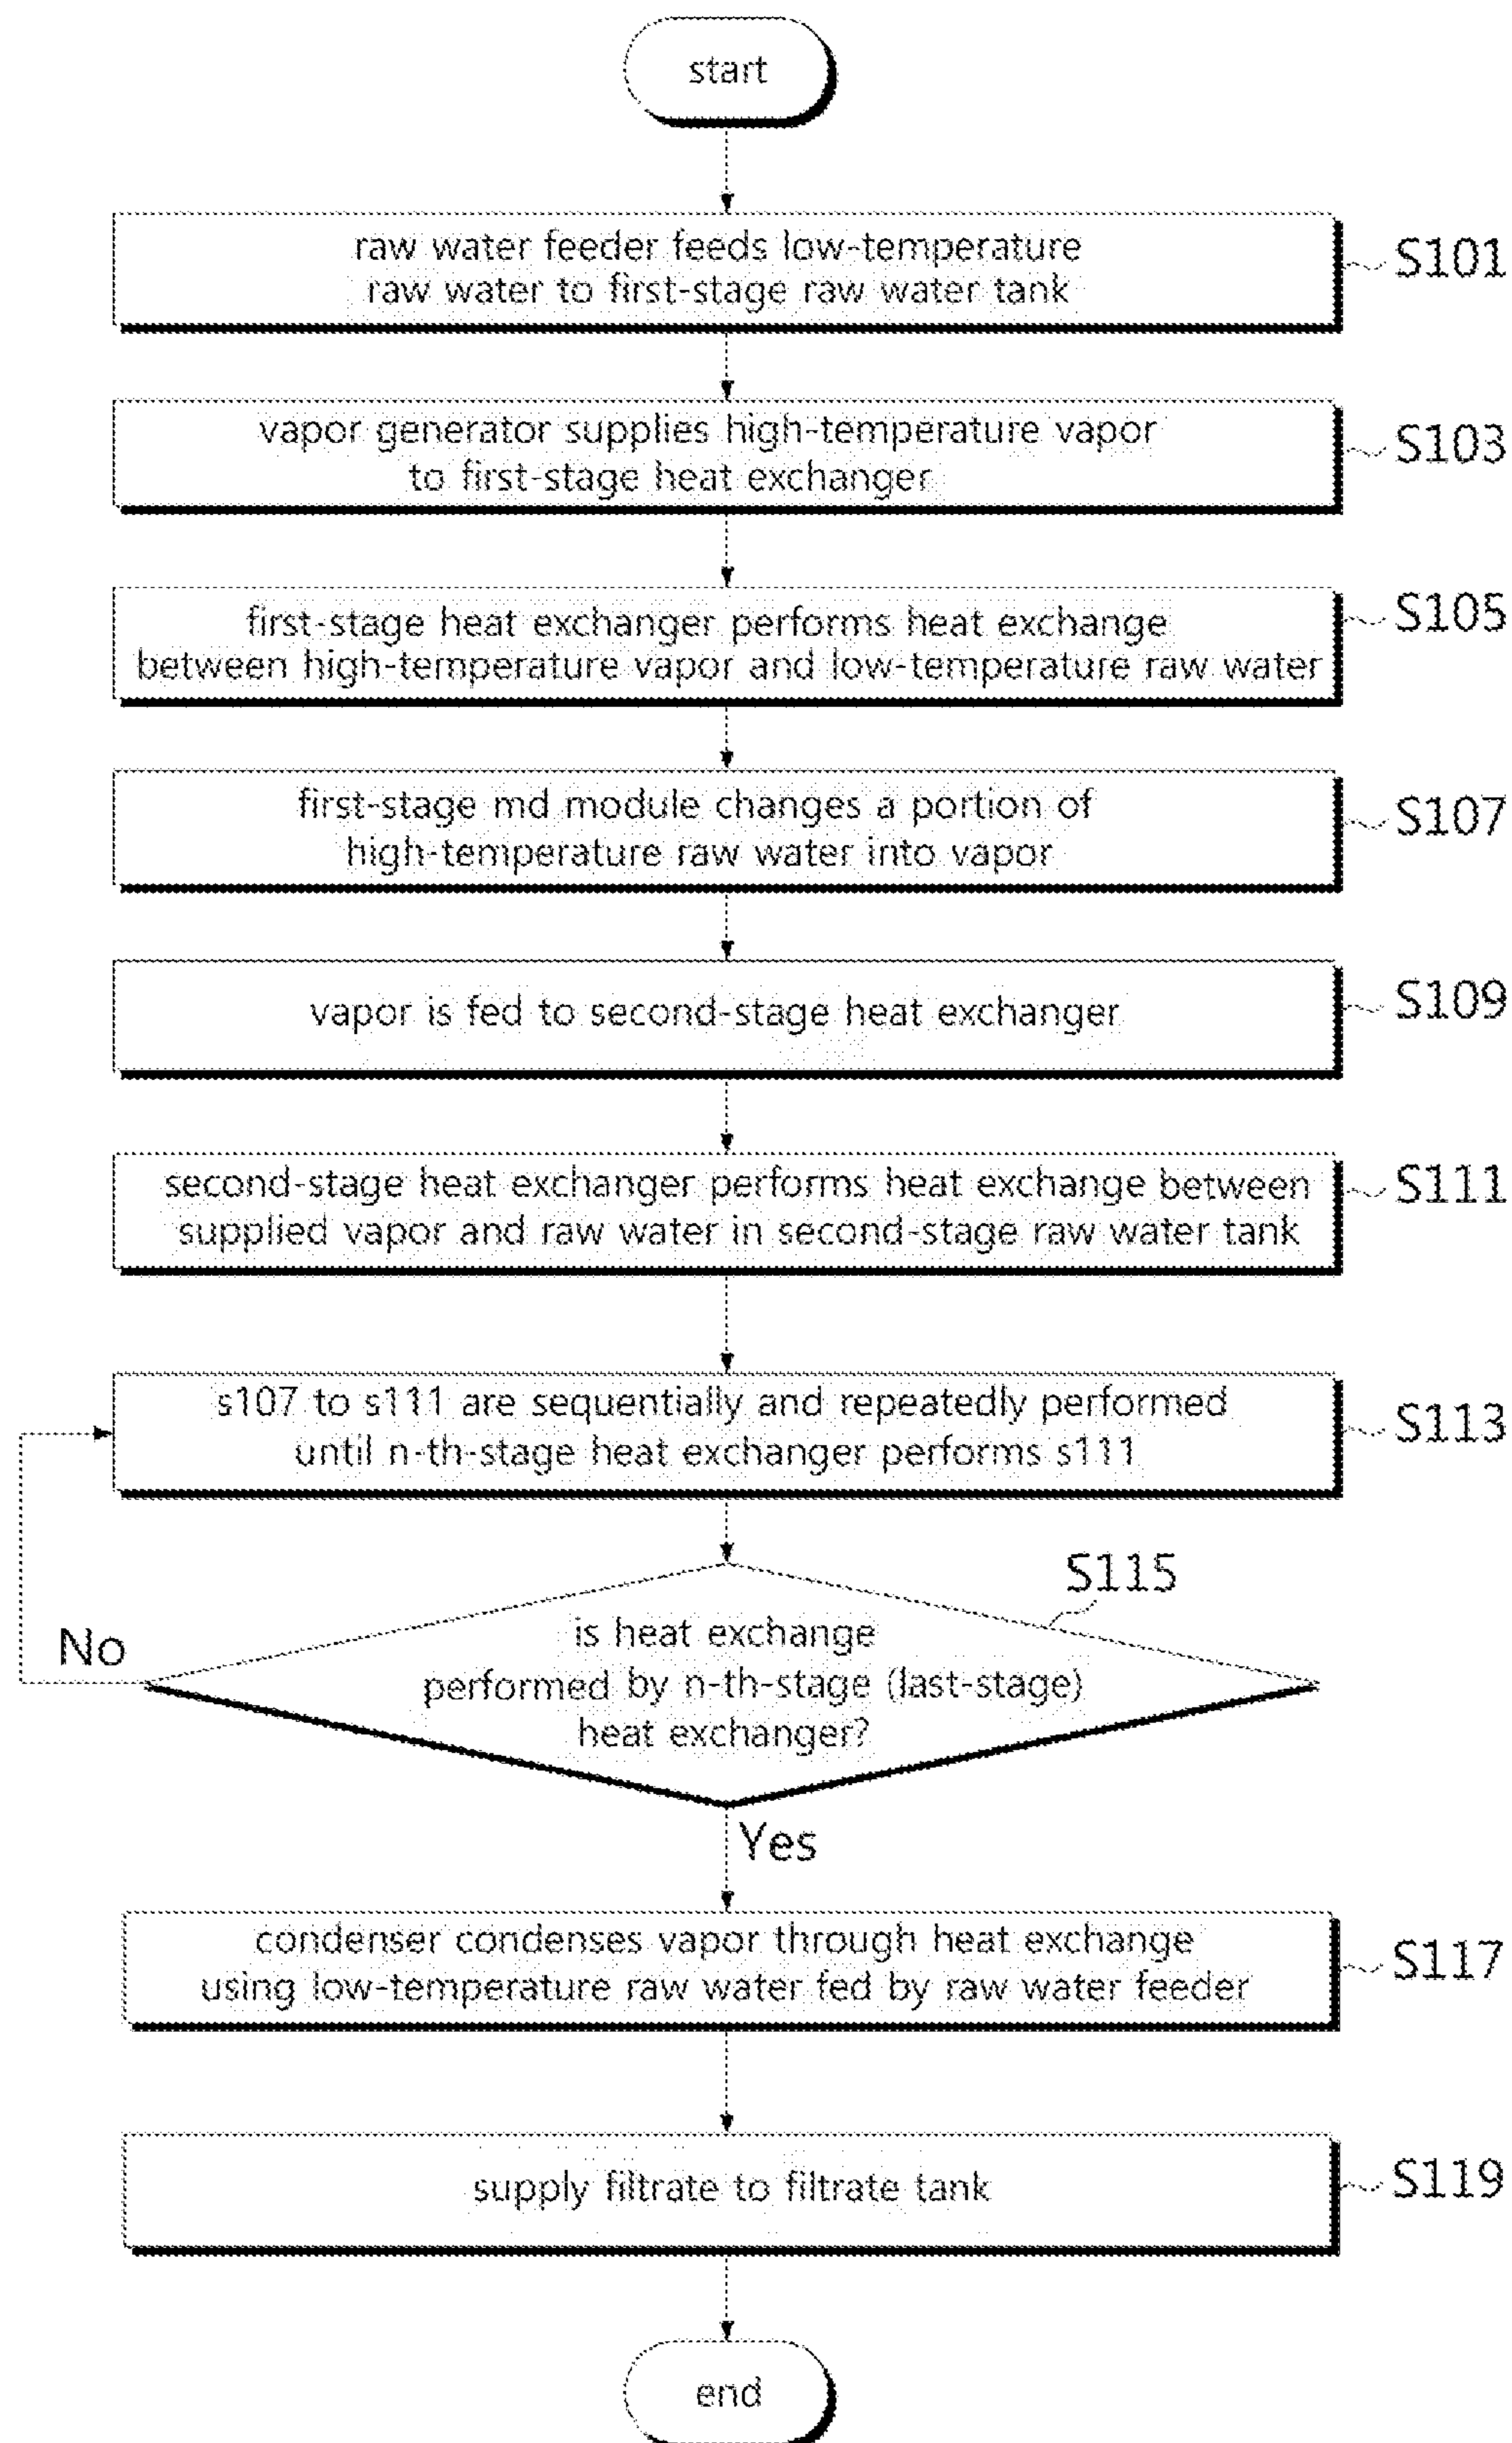 start
raw water feeder feeds low-temperature
raw water to first-stage raw water tank
S101
vapor generator supplies high-temperature vapor
to first-stage heat exchanger
S103
first-stage heat exchanger performs heat exchange
between high-temperature vapor and low-temperature raw water
S105
first-stage md module changes a portion of
high-temperature raw water into vapor
S107
vapor is fed to second-stage heat exchanger
S109
second-stage heat exchanger performs heat exchange between
supplied vapor and raw water in second-stage raw water tank
S111
s107 to s111 are sequentially and repeatedly performed
until n-th-stage heat exchanger performs s111
S113
S115
is heat exchange
performed by n-th-stage (last-stage)
heat exchanger?
No
Yes
condenser condenses vapor through heat exchange
using low-temperature raw water fed by raw water feeder
S117
supply filtrate to filtrate tank
S119
end